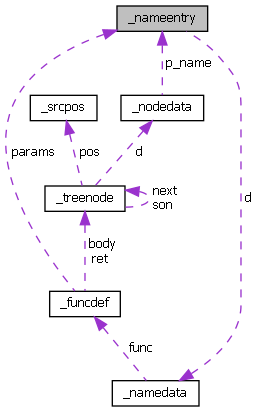 _nameentry
p_name
_srcpos
_nodedata
params
pos
d
d
_treenode
next
son
body
ret
_funcdef
func
_namedata